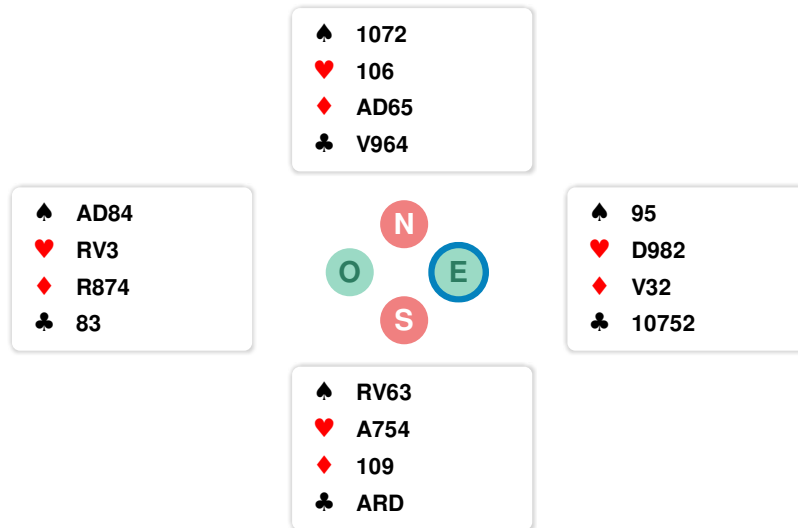 ♠ 1072
♥ 106
♦ AD65
♣ V964
♠ AD84
♥ RV3
♦ R874
♣ 83
N
O
E
S
♠ 95
♥ D982
♦ V32
♣ 10752
♠ RV63
♥ A754
♦ 109
♣ ARD